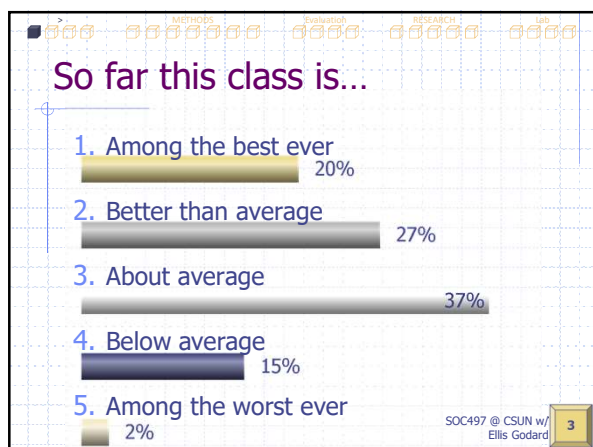 > METHODS Evaluation RESEARCH Lab
So far this class is...
1. Among the best ever
20%
2. Better than average
27%
3. About average
37%
4. Below average
15%
5. Among the worst ever
2%
SOC497 @ CSUN w/
Ellis Godard
3